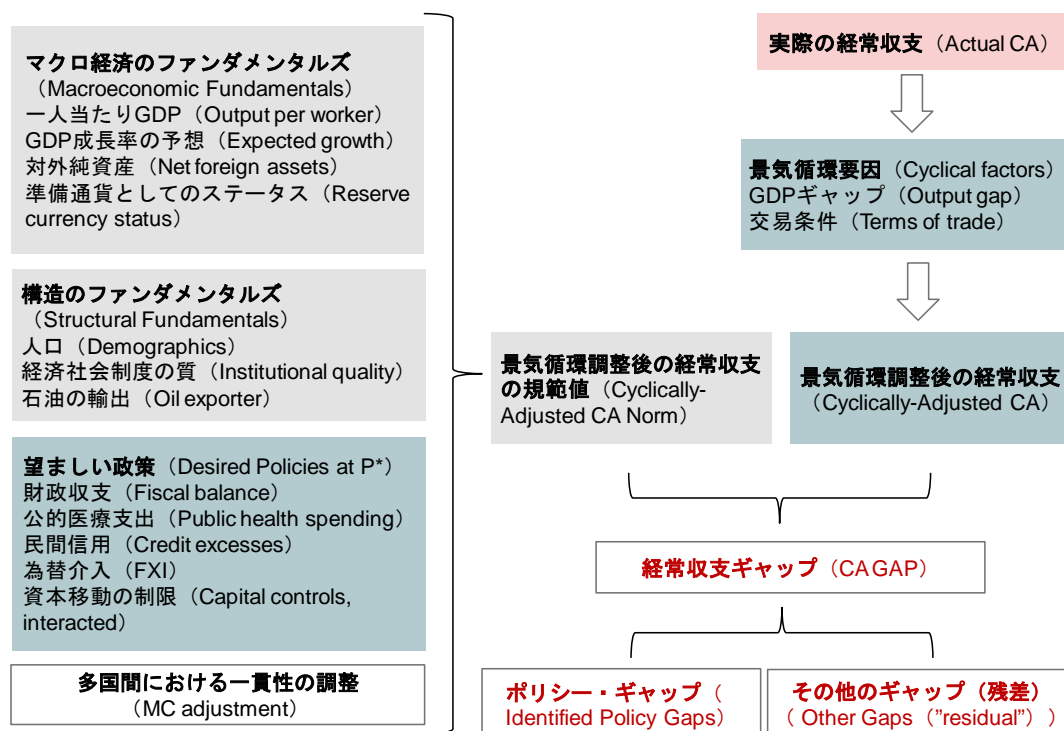 マクロ経済のファンダメンタルズ
（Macroeconomic Fundamentals）
一人当たりGDP（Output per worker）
GDP成長率の予想（Expected growth）
対外純資産（Net foreign assets）
準備通貨としてのステータス（Reserve
currency status）
構造のファンダメンタルズ
（Structural Fundamentals）
人口（Demographics）
経済社会制度の質（Institutional quality）
石油の輸出（Oil exporter）
望ましい政策（Desired Policies at P*）
財政収支（Fiscal balance）
公的医療支出（Public health spending）
民間信用（Credit excesses）
為替介入（FXI）
資本移動の制限（Capital controls,
interacted）
多国間における一貫性の調整
（MC adjustment）
実際の経常収支（Actual CA）
景気循環要因（Cyclical factors）
GDPギャップ（Output gap）
交易条件（Terms of trade）
景気循環調整後の経常収支
の規範値（Cyclically-
Adjusted CA Norm）
景気循環調整後の経常収支
（Cyclically-Adjusted CA）
経常収支ギャップ（CA GAP）
ポリシー・ギャップ（
Identified Policy Gaps）
その他のギャップ（残差）
（ Other Gaps（"residual"））